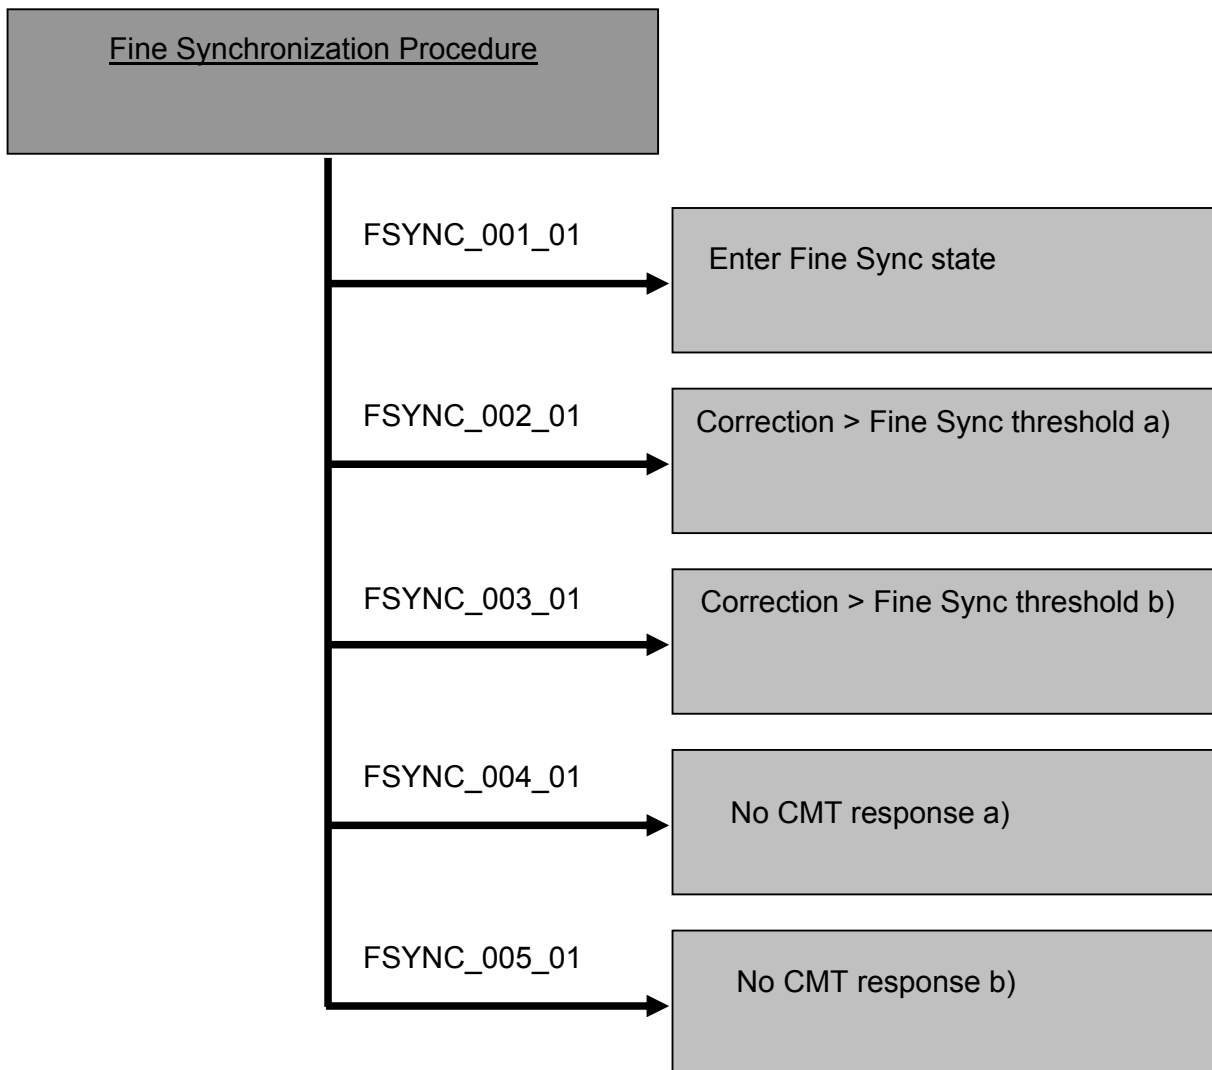 Fine Synchronization Procedure
FSYNC_001_01
Enter Fine Sync state
FSYNC_002_01
Correction > Fine Sync threshold a)
FSYNC_003_01
Correction > Fine Sync threshold b)
FSYNC_004_01
No CMT response a)
FSYNC_005_01
No CMT response b)